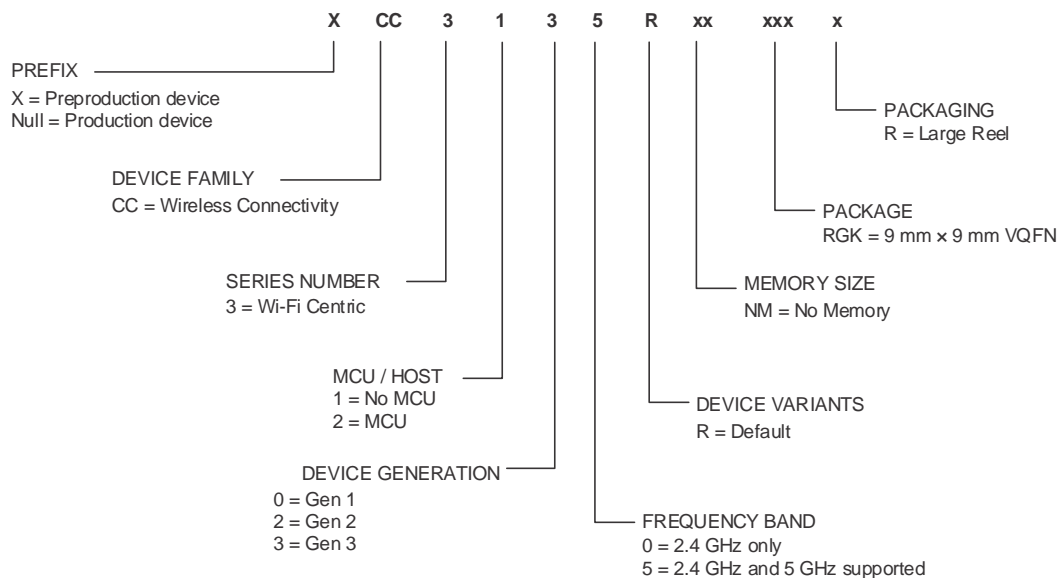 X CC 3 1 3 5 R xx xxx x
PREFIX
X = Preproduction device
Null = Production device
PACKAGING
R = Large Reel
DEVICE FAMILY
CC = Wireless Connectivity
PACKAGE
RGK = 9 mm × 9 mm VQFN
SERIES NUMBER
3 = Wi-Fi Centric
MEMORY SIZE
NM = No Memory
MCU / HOST
1 = No MCU
2 = MCU
DEVICE VARIANTS
R = Default
DEVICE GENERATION
0 = Gen 1
2 = Gen 2
3 = Gen 3
FREQUENCY BAND
0 = 2.4 GHz only
5 = 2.4 GHz and 5 GHz supported